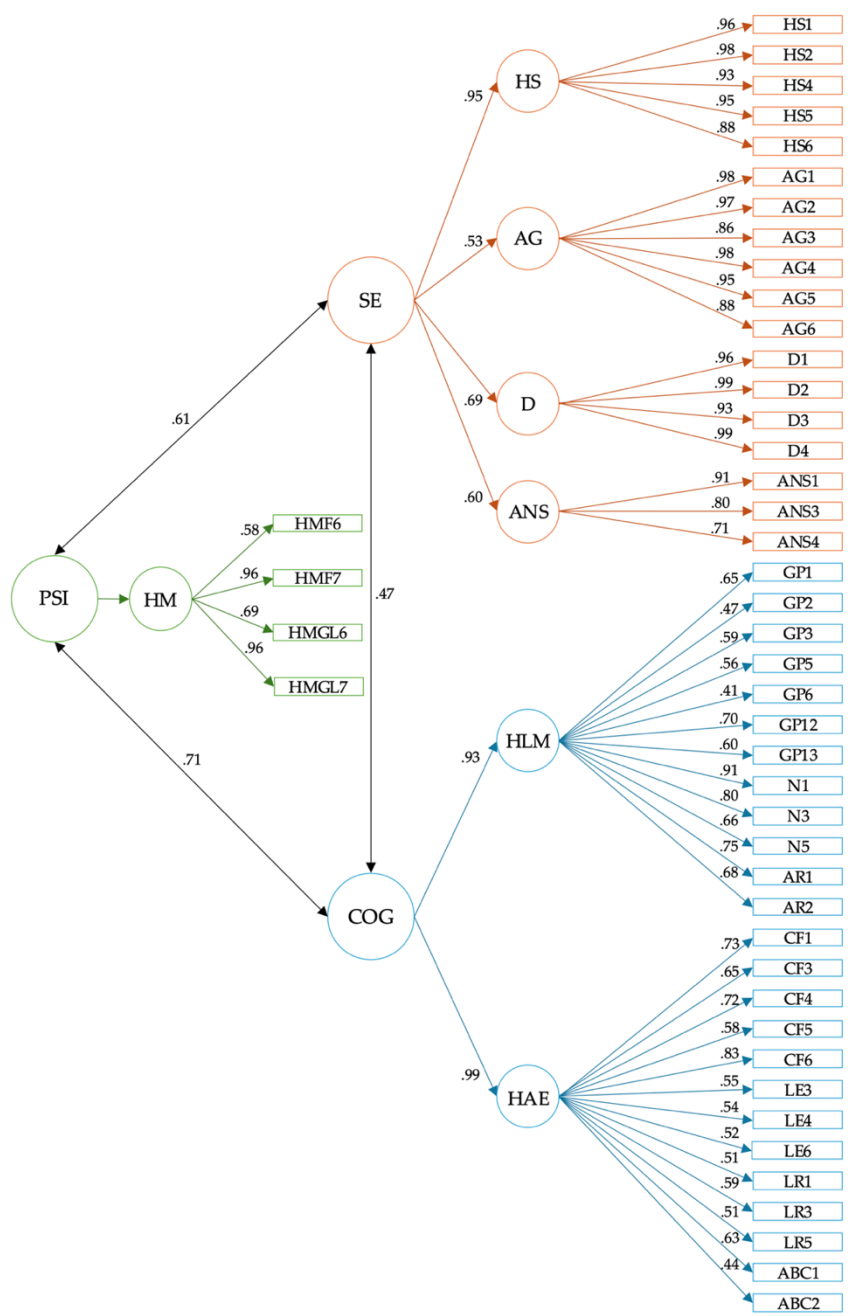 .96 HS1
.98 HS2
HS .93 HS4
.95 .95 HS5
.88 HS6
.98 AG1
.97 AG2
.53 AG .86 AG3
.98 AG4
SE .95 AG5
.88 AG6
.96 D1
.69 D .99 D2
.61 .93 D3
.99 D4
.91 ANS1
.60 ANS .80 ANS3
.58 HMF6 .71 ANS4
PSI HM .96 HMF7 .47 .65 GP1
.69 HMGL6 .47 GP2
.96 HMGL7 .59 GP3
.56 GP5
.41 GP6
.71 .93 HLM .70 GP12
.60 GP13
.91 N1
.80 N3
.66 N5
.75 AR1
COG .68 AR2
.73 CF1
.65 CF3
.72 CF4
.58 CF5
.99 .83 CF6
HAE .55 LE3
.54 LE4
.52 LE6
.51 LR1
.59 LR3
.51 LR5
.63 ABC1
.44 ABC2